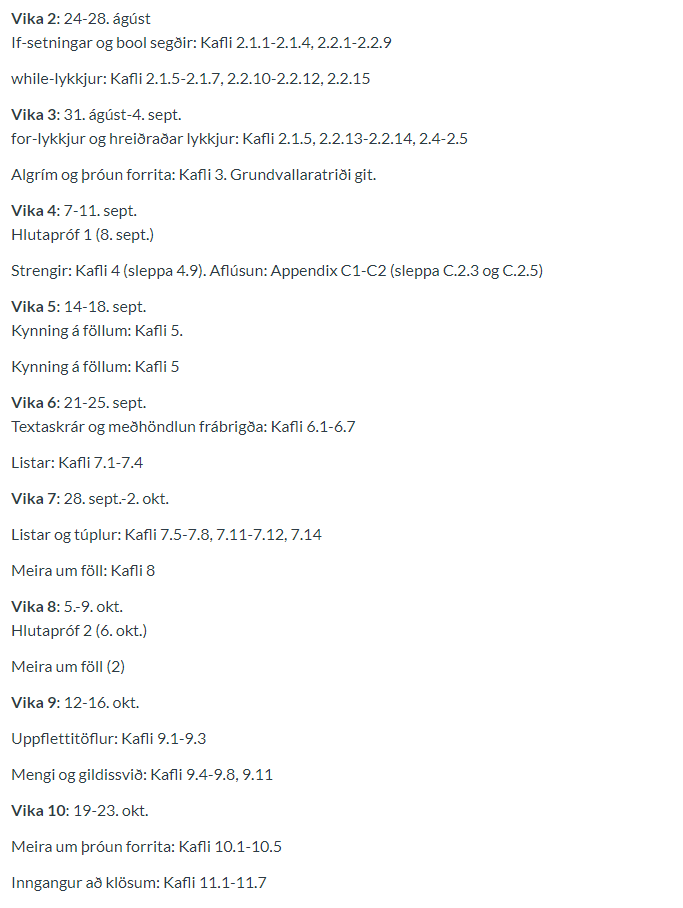 Vika 2: 24-28. ágúst
If-setningar og bool segðir: Kafli 2.1.1-2.1.4, 2.2.1-2.2.9
while-lykkjur: Kafli 2.1.5-2.1.7, 2.2.10-2.2.12, 2.2.15
Vika 3: 31. ágúst-4. sept.
for-lykkjur og hreiðraðar lykkjur: Kafli 2.1.5, 2.2.13-2.2.14, 2.4-2.5
Algrím og þróun forrita: Kafli 3. Grundvallaratriði git.
Vika 4: 7-11. sept.
Hlutapróf 1 (8. sept.)
Strengir: Kafli 4 (sleppa 4.9). Aflúsun: Appendix C1-C2 (sleppa C.2.3 og C.2.5)
Vika 5: 14-18. sept.
Kynning á föllum: Kafli 5.
Kynning á föllum: Kafli 5
Vika 6: 21-25. sept.
Textaskrár og meðhöndlun frábrigða: Kafli 6.1-6.7
Listar: Kafli 7.1-7.4
Vika 7: 28. sept.-2. okt.
Listar og túplur: Kafli 7.5-7.8, 7.11-7.12, 7.14
Meira um föll: Kafli 8
Vika 8: 5.-9. okt.
Hlutapróf 2 (6. okt.)
Meira um föll (2)
Vika 9: 12-16. okt.
Uppflettitöflur: Kafli 9.1-9.3
Mengi og gildissvið: Kafli 9.4-9.8, 9.11
Vika 10: 19-23. okt.
Meira um þróun forrita: Kafli 10.1-10.5
Inngangur að klösum: Kafli 11.1-11.7